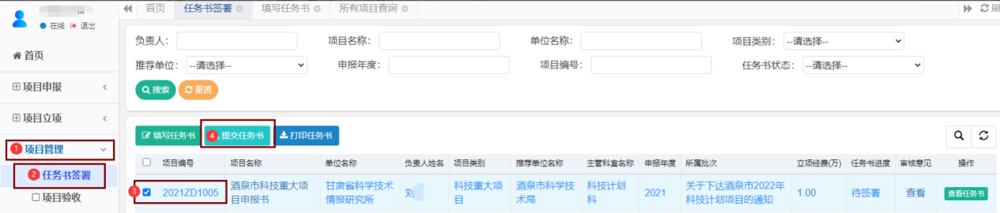 首页 任务书签署 填写任务书 所有项目查询 刷
在线 退出
首页
项目申报
项目立项
1 项目管理
2 任务书签署
项目验收
负责人： 项目名称： 单位名称： 项目类别： --请选择--
推荐单位： --请选择-- 申报年度： 项目编号： 任务书状态： --请选择--
搜索 重置
填写任务书 4 提交任务书 打印任务书
项目编号 项目名称 单位名称 负责人姓名 项目类别 推荐单位名称 主管科室名称 申报年度 所属批次 立项经费(万) 任务书进度 审核意见 操作
3 2021ZD1005 酒泉市科技重大项目申报书 甘肃省科学技术情报研究所 刘 科技重大项目 酒泉市科学技术局 科技计划科 2021 关于下达酒泉市2022年科技计划项目的通知 1.00 待签署 查看 查看任务书